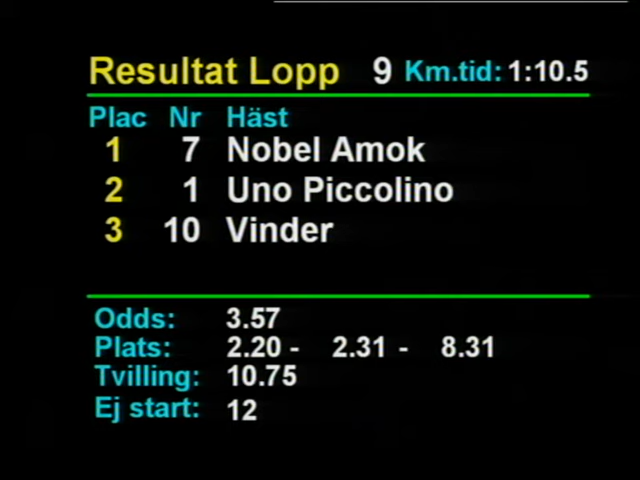 Resultat Lopp 9 Km.tid: 1:10.5
Plac Nr Häst
1 7 Nobel Amok
2 1 Uno Piccolino
3 10 Vinder
Odds: 3.57
Plats: 2.20 - 2.31 - 8.31
Tvilling: 10.75
Ej start: 12